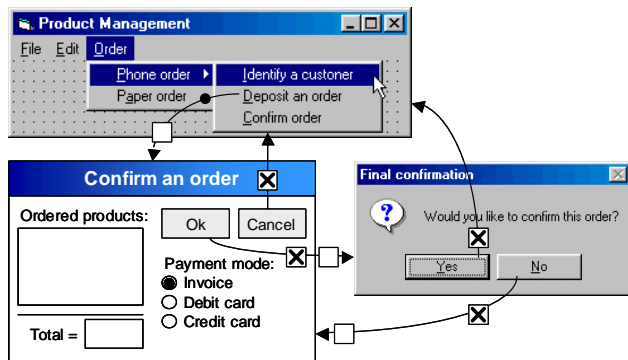 Product Management
File Edit Order
Phone order Identify a custoner
Paper order Deposit an order
Confirm order
Confirm an order
Ordered products:
Ok Cancel
Payment mode:
Invoice
Debit card
Credit card
Total =
Final confirmation
Would you like to confirm this order?
Yes No